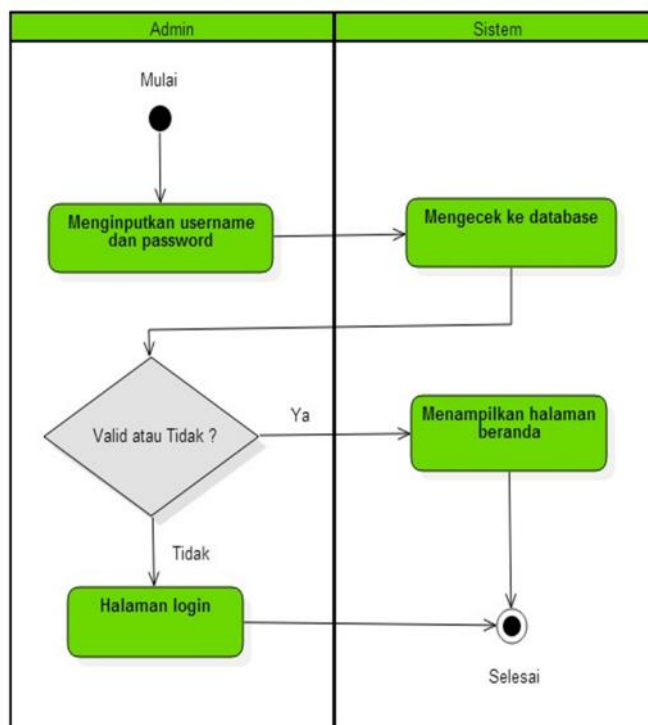 Admin
Sistem
Mulai
Menginputkan username
dan password
Mengecek ke database
Valid atau Tidak ?
Ya
Menampilkan halaman
beranda
Tidak
Halaman login
Selesai